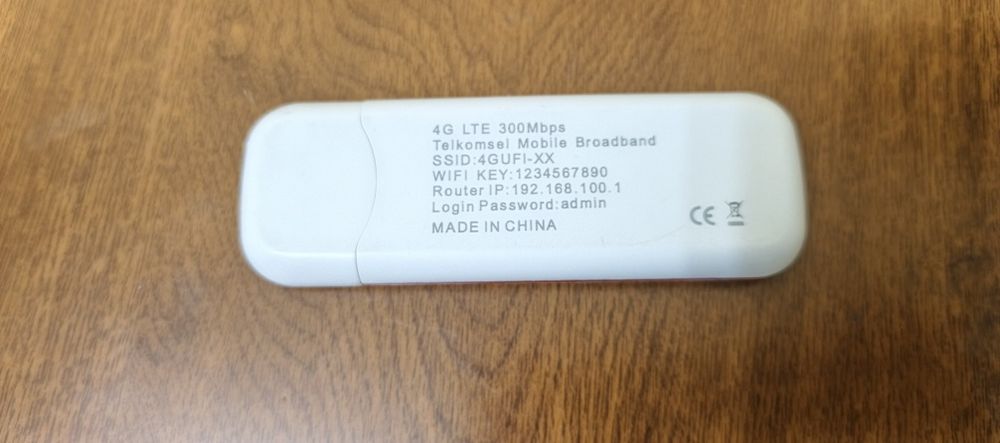 4G LTE 300Mbps
Telkomsel Mobile Broadband
SSID:4GUFI-XX
WIFI KEY:1234567890
Router IP:192.168.100.1
Login Password:admin
MADE IN CHINA
CE